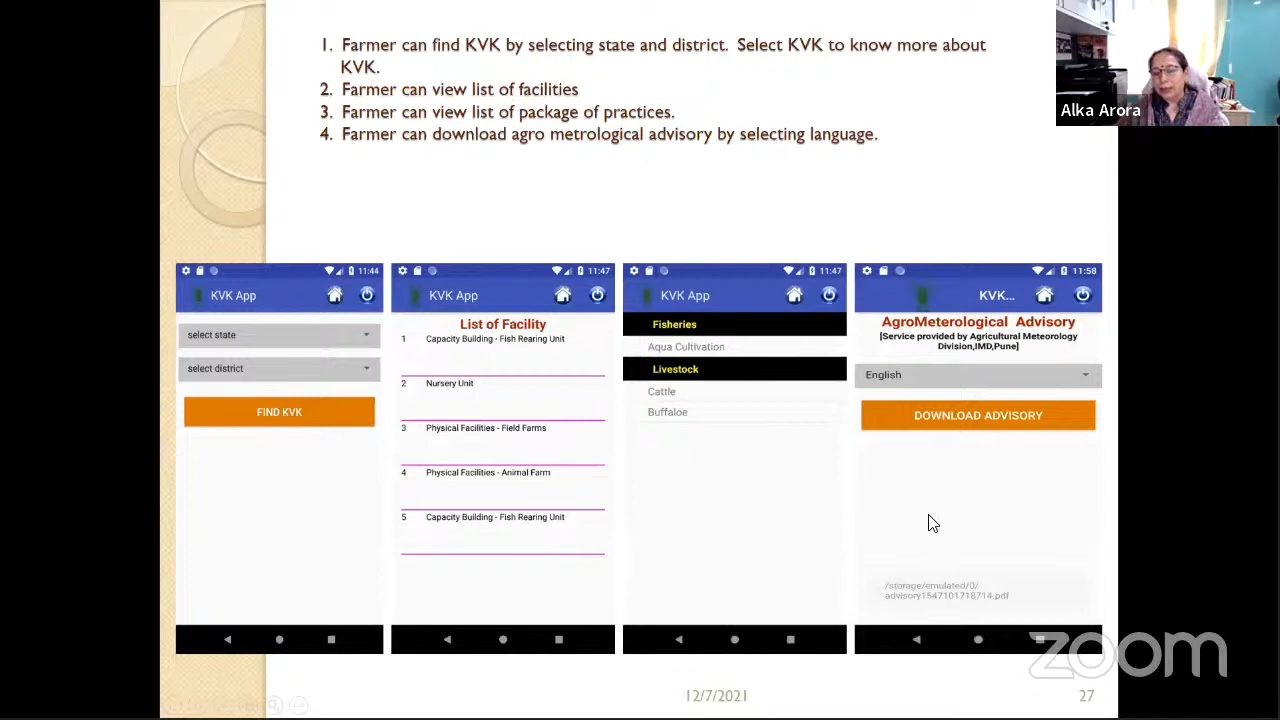 1. Farmer can find KVK by selecting state and district. Select KVK to know more about
KVK.
2. Farmer can view list of facilities
3. Farmer can view list of package of practices.
4. Farmer can download agro metrological advisory by selecting language.
Alka Arora
11:44
KVK App
select state
select district
FIND KVK
11:47
KVK App
List of Facility
1 Capacity Building - Fish Rearing Unit
2 Nursery Unit
3 Physical Facilities - Field Farms
4 Physical Facilities - Animal Farm
5 Capacity Building - Fish Rearing Unit
11:47
KVK App
Fisheries
Aqua Cultivation
Livestock
Cattle
Buffaloe
11:58
KVK...
AgroMeterological Advisory
[Service provided by Agricultural Meteorology
Division,IMD,Pune]
English
DOWNLOAD ADVISORY
/storage/emulated/0/
advisory1547101718714.pdf
zoom
12/7/2021
27